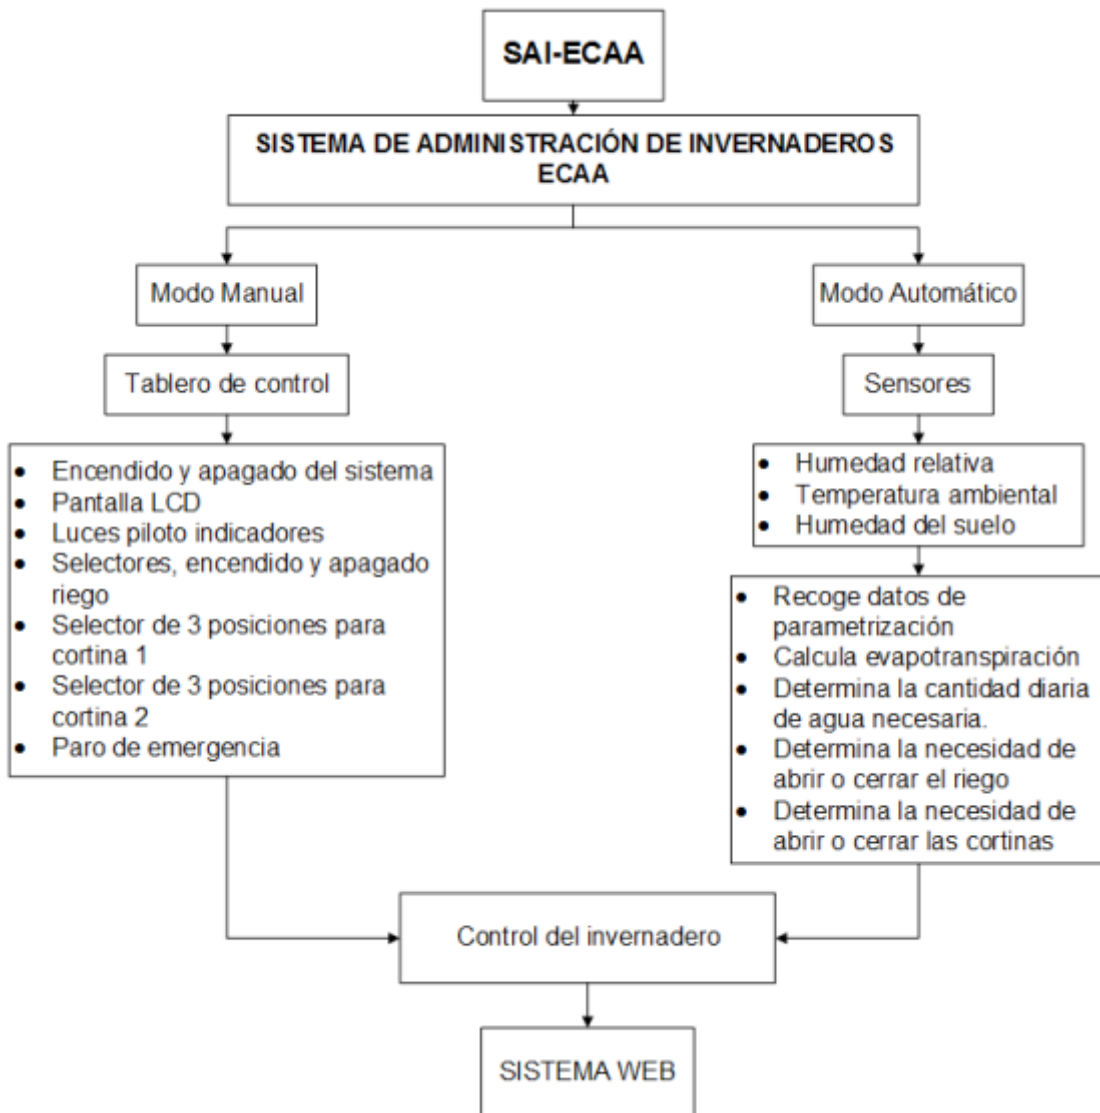 SAI-ECAA
SISTEMA DE ADMINISTRACIÓN DE INVERNADEROS
ECAA
Modo Manual
Modo Automático
Tablero de control
Sensores
• Encendido y apagado del sistema
• Pantalla LCD
• Luces piloto indicadores
• Selectores, encendido y apagado
riego
• Selector de 3 posiciones para
cortina 1
• Selector de 3 posiciones para
cortina 2
• Paro de emergencia
• Humedad relativa
• Temperatura ambiental
• Humedad del suelo
• Recoge datos de
parametrización
• Calcula evapotranspiración
• Determina la cantidad diaria
de agua necesaria.
• Determina la necesidad de
abrir o cerrar el riego
• Determina la necesidad de
abrir o cerrar las cortinas
Control del invernadero
SISTEMA WEB